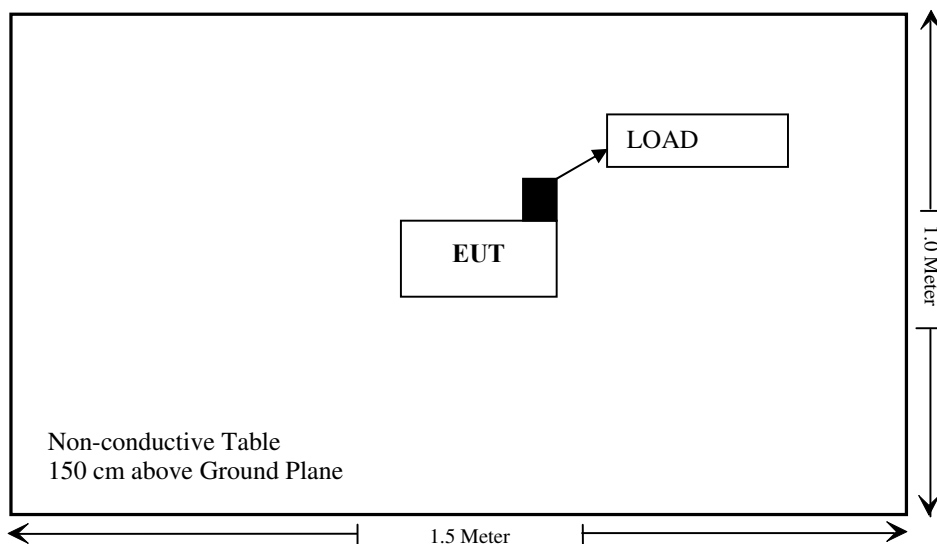 LOAD
EUT
1.0 Meter
Non-conductive Table
150 cm above Ground Plane
1.5 Meter